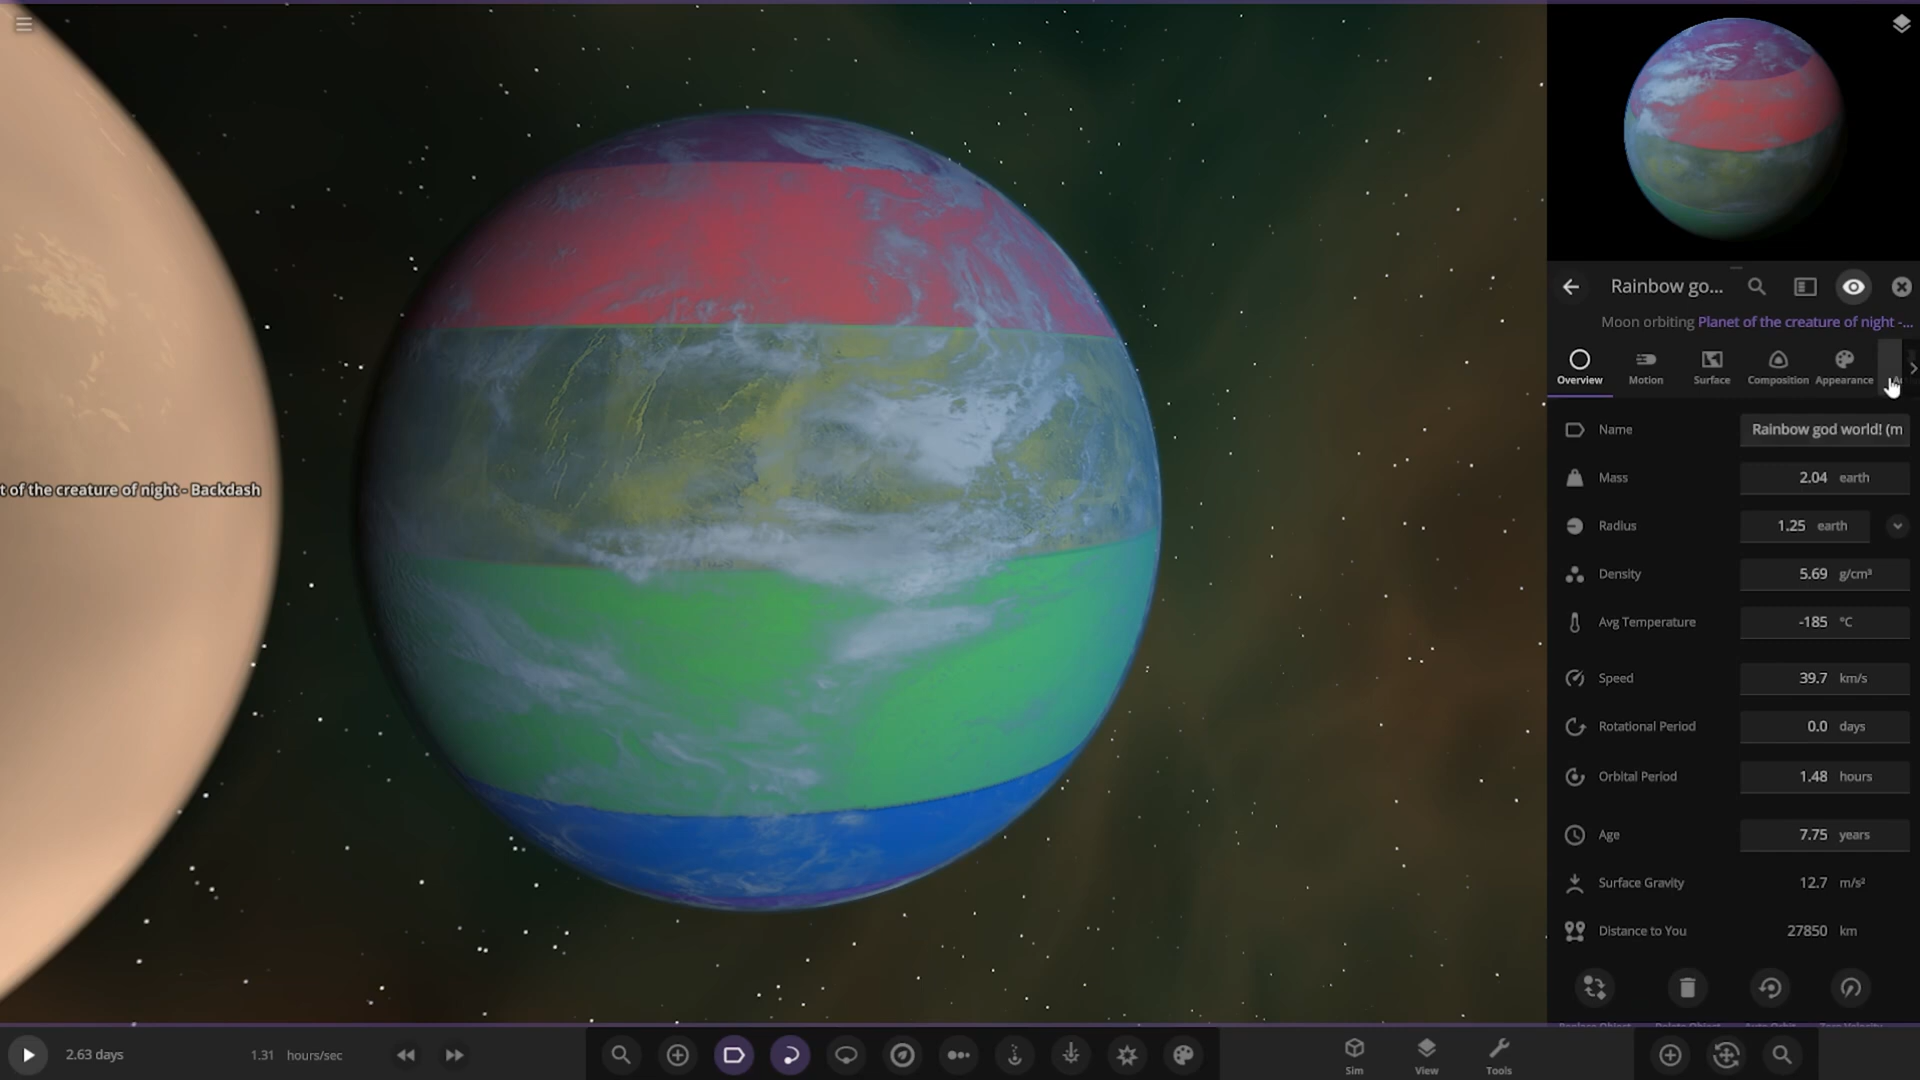 Rainbow go...
Moon orbiting Planet of the creature of night -...
Overview Motion Surface Composition Appearance
Name Rainbow god world! (m
Mass 2.04 earth
Radius 1.25 earth
Density 5.69 g/cm³
Avg Temperature -185 °C
Speed 39.7 km/s
Rotational Period 0.0 days
Orbital Period 1.48 hours
Age 7.75 years
Surface Gravity 12.7 m/s²
Distance to You 27850 km
t of the creature of night - Backdash
2.63 days 1.31 hours/sec
Sim View Tools